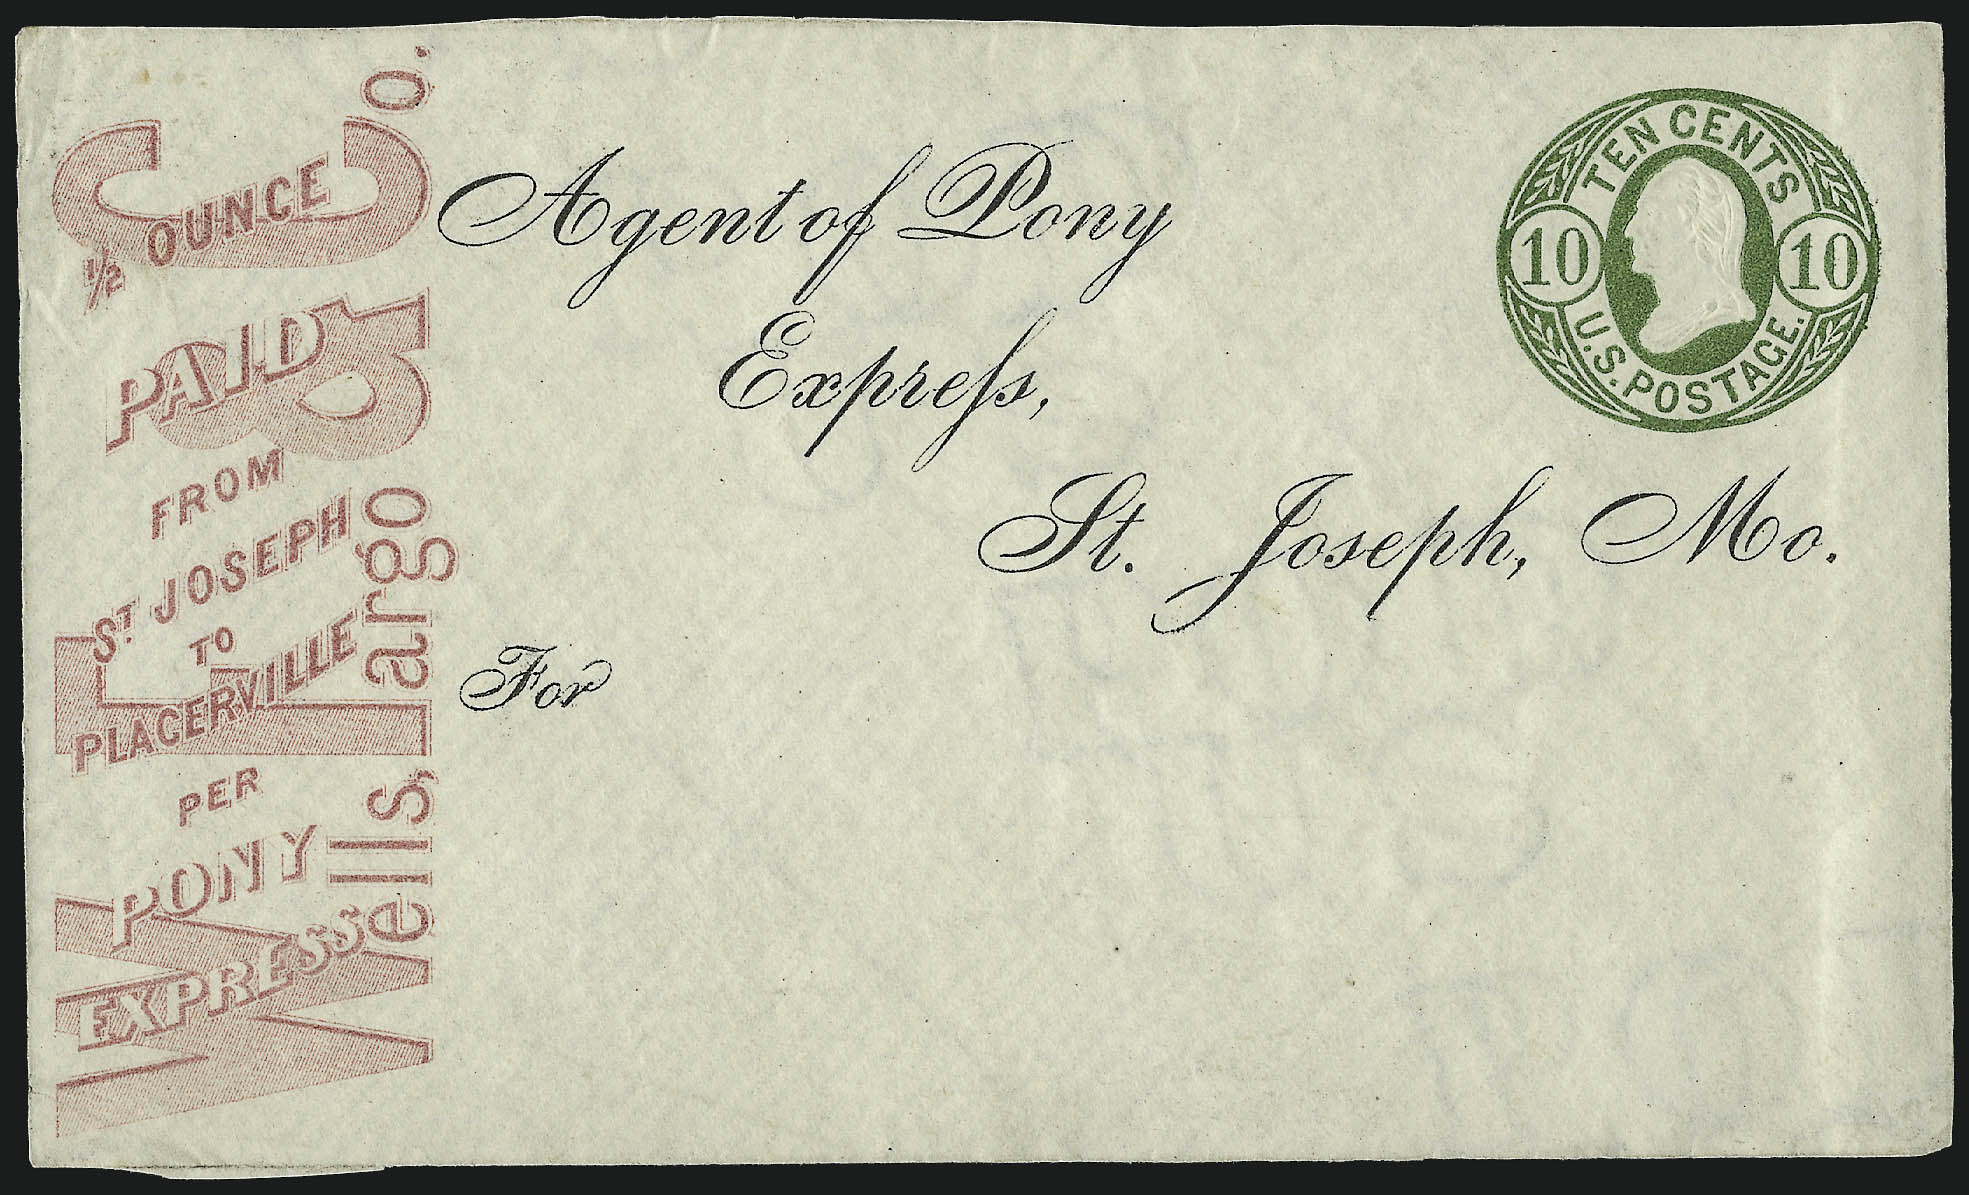 Wells, Fargo & Co.
½ OUNCE
PAID
FROM
ST JOSEPH
TO
PLACERVILLE
PER
PONY
EXPRESS
Agent of Pony
Expreſs,
St. Joseph, Mo.
For
TEN CENTS
10 10
U.S. POSTAGE.